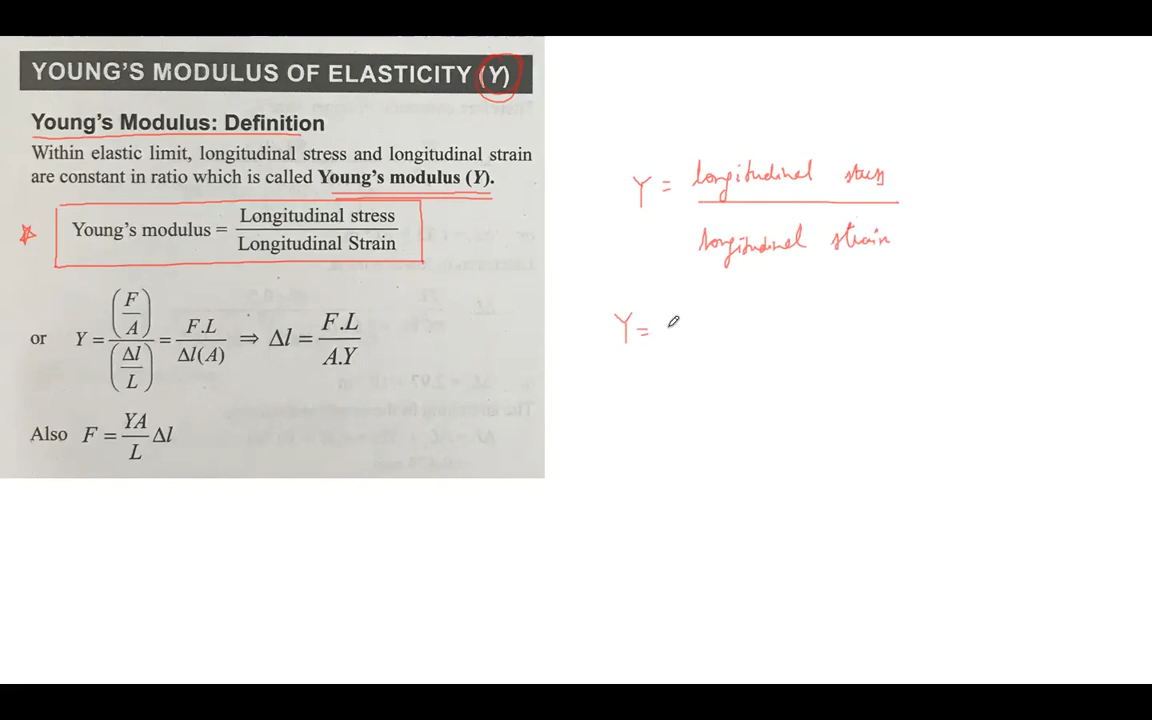 YOUNG'S MODULUS OF ELASTICITY (Y)
Young's Modulus: Definition
Within elastic limit, longitudinal stress and longitudinal strain
are constant in ratio which is called Young's modulus (Y).
Young's modulus = Longitudinal stress / Longitudinal Strain
or Y = (F/A) / (Δl/L) = F.L / Δl(A) ⇒ Δl = F.L / A.Y
Also F = YA/L Δl
Y = longitudinal stress / longitudinal strain
Y =